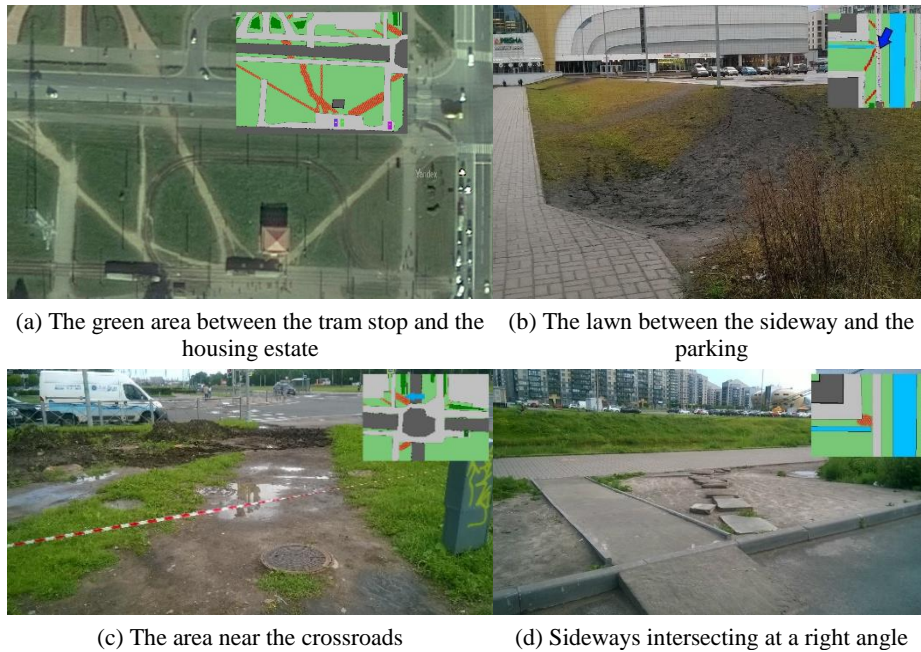 Yandex
PRISMA
(a) The green area between the tram stop and the
housing estate
(b) The lawn between the sideway and the
parking
(c) The area near the crossroads
(d) Sideways intersecting at a right angle